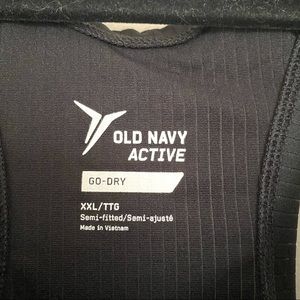 OLD NAVY
ACTIVE
GO-DRY
XXL/TTG
Semi-fitted/Semi-ajusté
Made in Vietnam